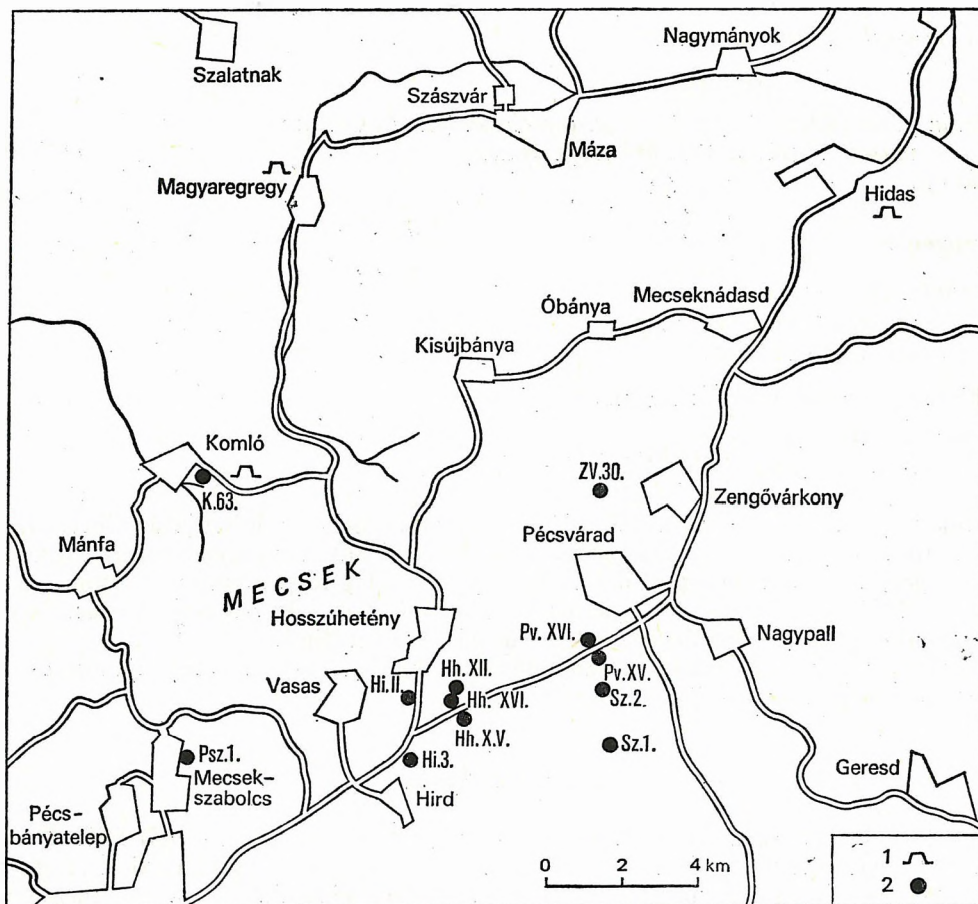 Szalatnak
Nagymányok
Szászvár
Máza
Magyaregregy
Hidas
Mecseknádasd
Óbánya
Kisújbánya
Komló
K.63.
ZV.30.
Zengővárkony
Pécsvárad
Mánfa
MECSEK
Hosszúhetény
Pv. XVI.
Nagypall
Pv. XV.
Vasas
Hi.II.
Hh. XII.
Hh. XVI.
Sz.2.
Hh. X.V.
Psz.1.
Hi.3.
Sz.1.
Mecsek-
szabolcs
Geresd
Pécs-
bányatelep
Hird
0 2 4 km
1
2